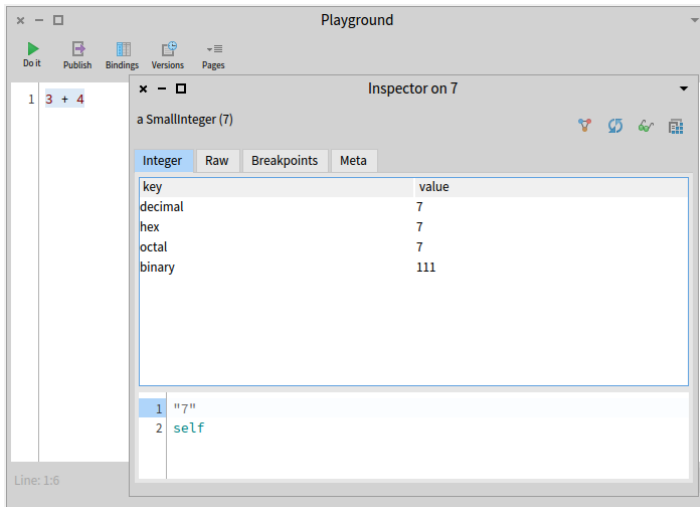 Playground
Do it Publish Bindings Versions Pages
1 3 + 4
Inspector on 7
a SmallInteger (7)
Integer Raw Breakpoints Meta
key value
decimal 7
hex 7
octal 7
binary 111
1 "7"
2 self
Line: 1:6